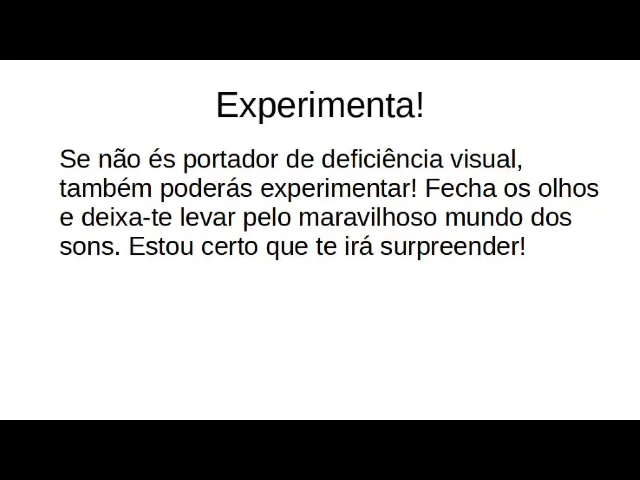 Experimenta!
Se não és portador de deficiência visual,
também poderás experimentar! Fecha os olhos
e deixa-te levar pelo maravilhoso mundo dos
sons. Estou certo que te irá surpreender!